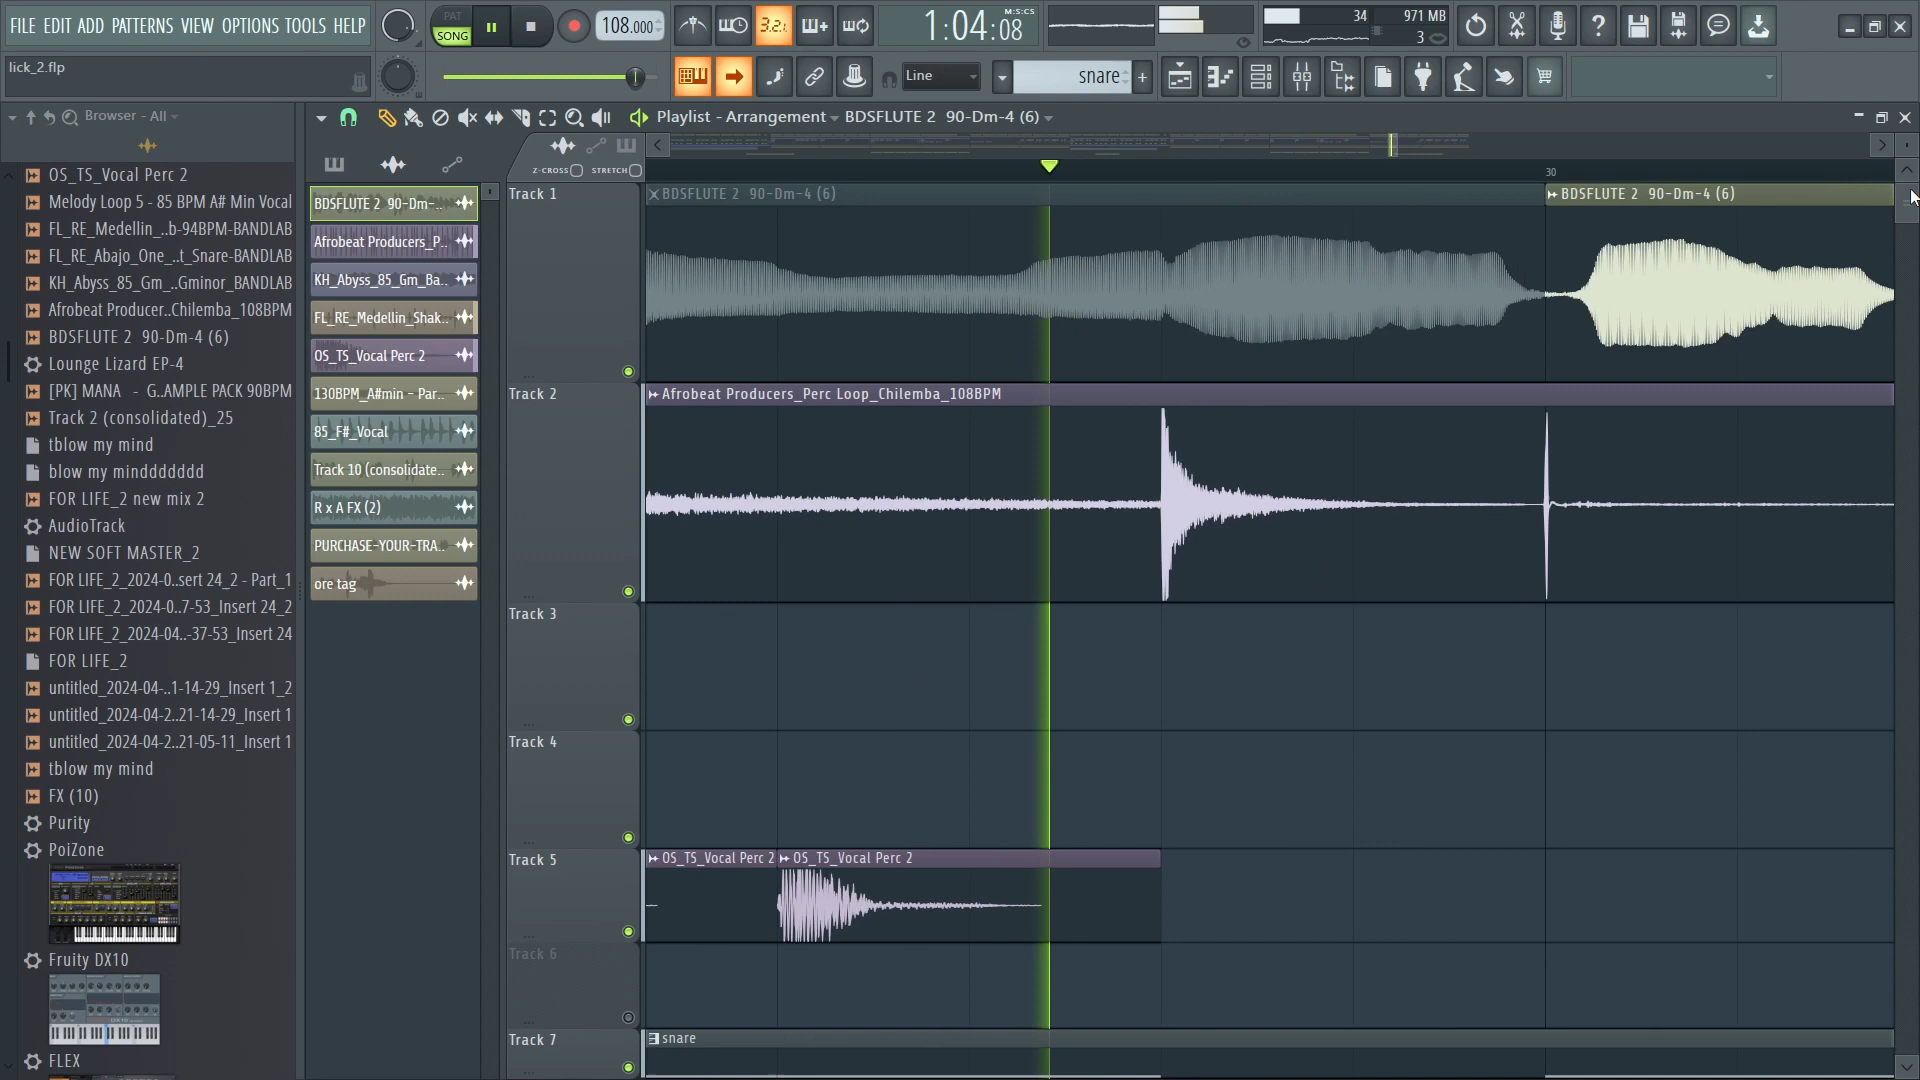 FILE EDIT ADD PATTERNS VIEW OPTIONS TOOLS HELP
PAT
SONG
108.000
3.2.
1:04:08
M:S:CS
34
971 MB
3
lick_2.flp
Line
snare
Browser - All
Playlist - Arrangement
BDSFLUTE 2 90-Dm-4 (6)
Z-CROSS
STRETCH
30
OS_TS_Vocal Perc 2
Melody Loop 5 - 85 BPM A# Min Vocal
FL_RE_Medellin_..b-94BPM-BANDLAB
FL_RE_Abajo_One_..t_Snare-BANDLAB
KH_Abyss_85_Gm_..Gminor_BANDLAB
Afrobeat Producer..Chilemba_108BPM
BDSFLUTE 2 90-Dm-4 (6)
Lounge Lizard EP-4
[PK] MANA - G..AMPLE PACK 90BPM
Track 2 (consolidated)_25
tblow my mind
blow my minddddddd
FOR LIFE_2 new mix 2
AudioTrack
NEW SOFT MASTER_2
FOR LIFE_2_2024-0..sert 24_2 - Part_1
FOR LIFE_2_2024-0..7-53_Insert 24_2
FOR LIFE_2_2024-04..-37-53_Insert 24
FOR LIFE_2
untitled_2024-04-..1-14-29_Insert 1_2
untitled_2024-04-2..21-14-29_Insert 1
untitled_2024-04-2..21-05-11_Insert 1
tblow my mind
FX (10)
Purity
PoiZone
Fruity DX10
FLEX
BDSFLUTE 2 90-Dm-..
Afrobeat Producers_P..
KH_Abyss_85_Gm_Ba..
FL_RE_Medellin_Shak..
OS_TS_Vocal Perc 2
130BPM_A#min - Par..
85_F#_Vocal
Track 10 (consolidate..
R x A FX (2)
PURCHASE-YOUR-TRA..
ore tag
Track 1
BDSFLUTE 2 90-Dm-4 (6)
BDSFLUTE 2 90-Dm-4 (6)
Track 2
Afrobeat Producers_Perc Loop_Chilemba_108BPM
Track 3
Track 4
Track 5
OS_TS_Vocal Perc 2
OS_TS_Vocal Perc 2
Track 6
Track 7
snare